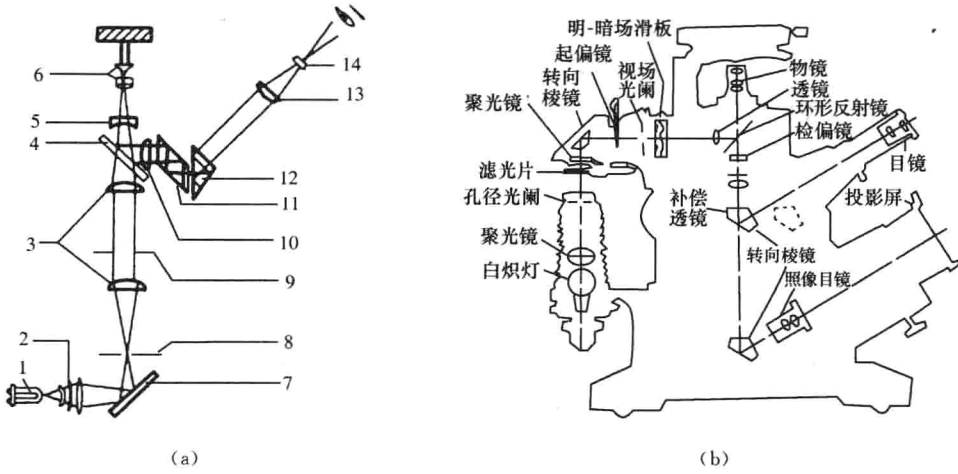 6
5
4
3
2
1
14
13
12
11
10
9
8
7
(a)
明-暗场滑板
起偏镜
转向
棱镜
视场
光阑
聚光镜
滤光片
孔径光阑
聚光镜
白炽灯
物镜
透镜
环形反射镜
检偏镜
目镜
补偿
透镜
投影屏
转向棱镜
照像目镜
(b)